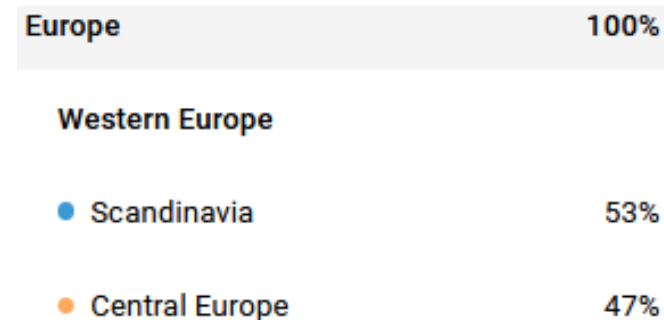 Europe 100%
Western Europe
Scandinavia 53%
Central Europe 47%